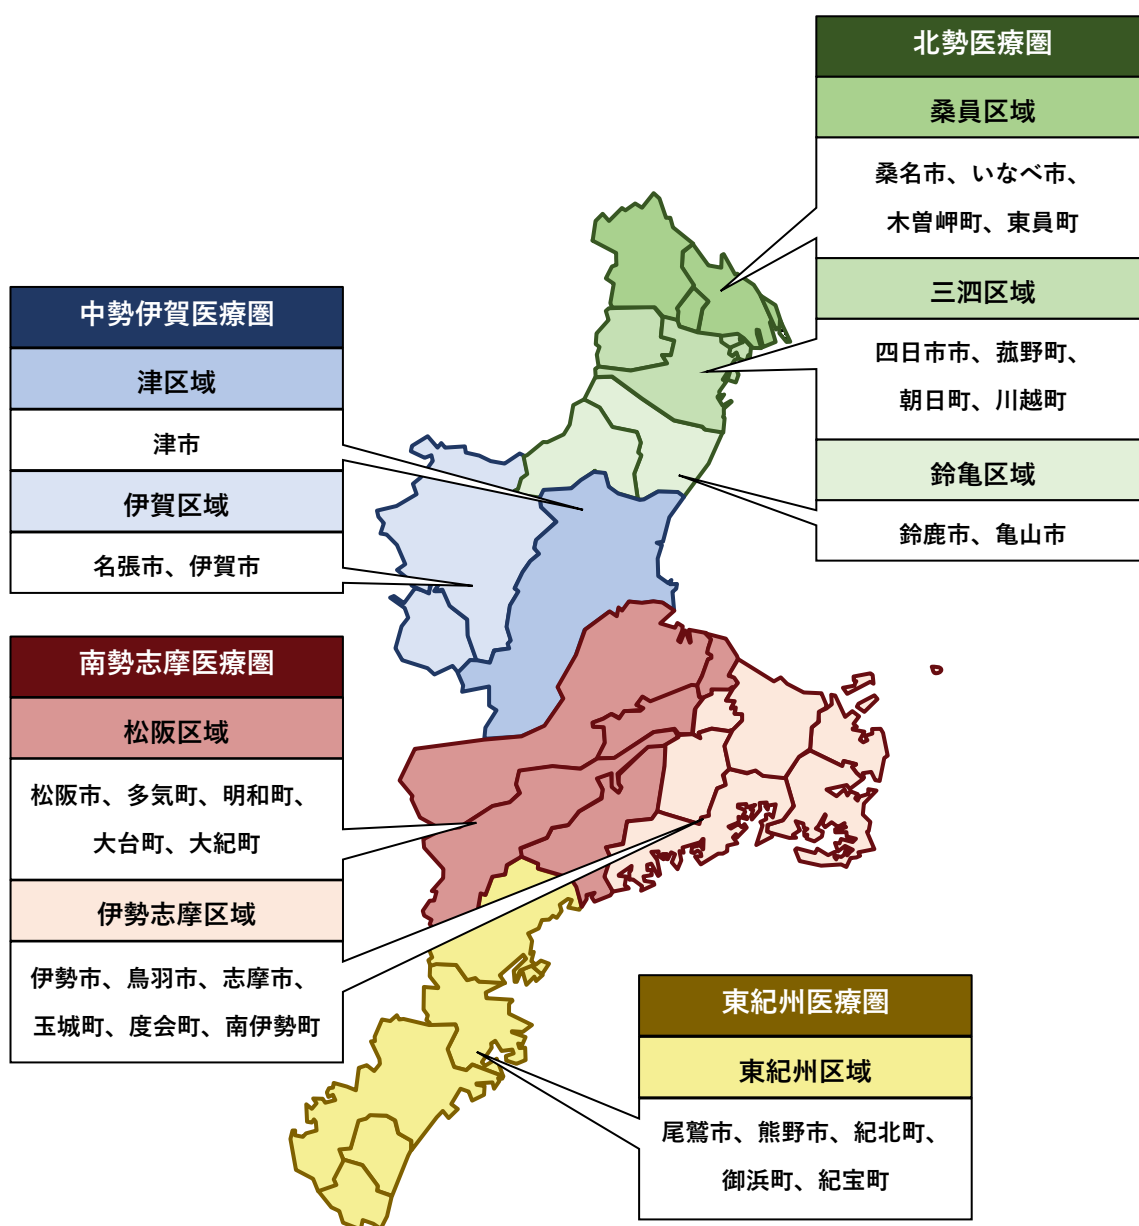 北勢医療圏
桑員区域
桑名市、いなべ市、
木曽岬町、東員町
三泗区域
四日市市、菰野町、
朝日町、川越町
鈴亀区域
鈴鹿市、亀山市
中勢伊賀医療圏
津区域
津市
伊賀区域
名張市、伊賀市
南勢志摩医療圏
松阪区域
松阪市、多気町、明和町、
大台町、大紀町
伊勢志摩区域
伊勢市、鳥羽市、志摩市、
玉城町、度会町、南伊勢町
東紀州医療圏
東紀州区域
尾鷲市、熊野市、紀北町、
御浜町、紀宝町